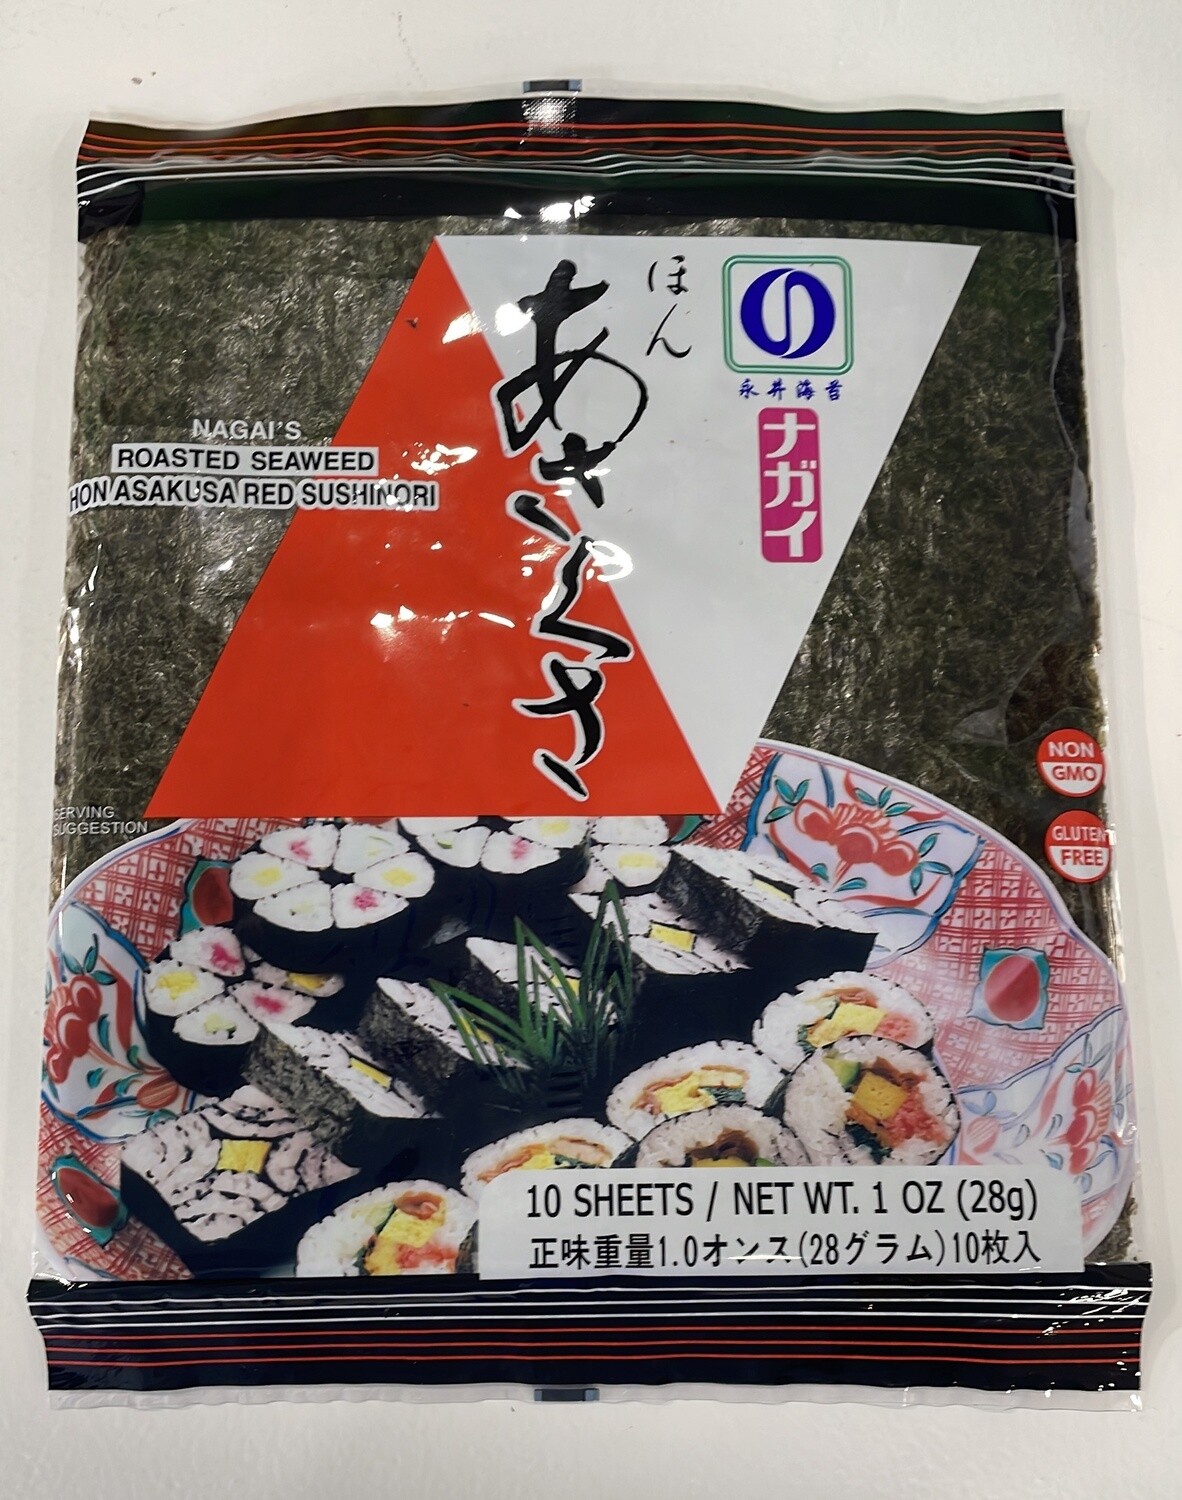 ほん
あさくさ
永井海苔
ナガイ
NAGAI'S
ROASTED SEAWEED
HON ASAKUSA RED SUSHINORI
NON
GMO
GLUTEN
FREE
SERVING
SUGGESTION
10 SHEETS / NET WT. 1 OZ (28g)
正味重量1.0オンス(28グラム)10枚入